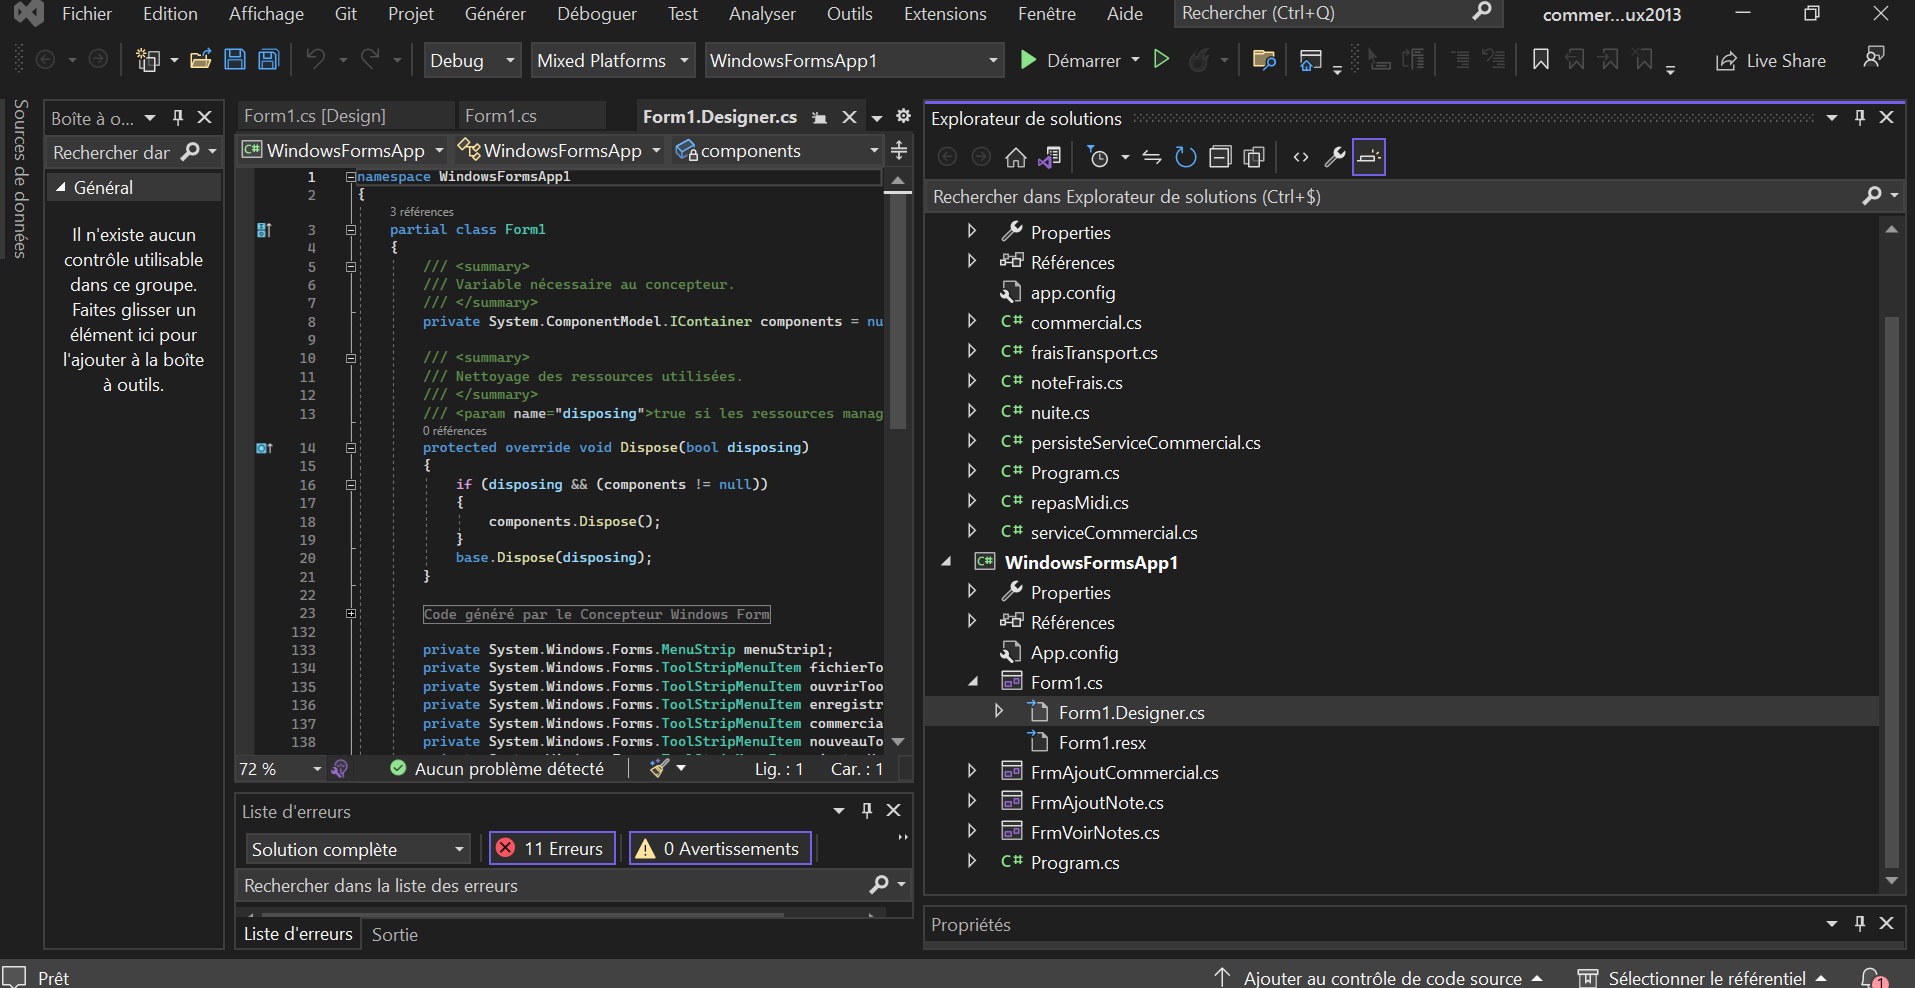 Fichier Edition Affichage Git Projet Générer Déboguer Test Analyser Outils Extensions Fenêtre Aide Rechercher (Ctrl+Q) commer...ux2013
Debug Mixed Platforms WindowsFormsApp1 Démarrer Live Share
Sources de données
Boîte à o...
Rechercher dar
Général
Il n'existe aucun
contrôle utilisable
dans ce groupe.
Faites glisser un
élément ici pour
l'ajouter à la boîte
à outils.
Form1.cs [Design] Form1.cs Form1.Designer.cs
C# WindowsFormsApp WindowsFormsApp components
1 namespace WindowsFormsApp1
2 {
3 références
3 partial class Form1
4 {
5 /// <summary>
6 /// Variable nécessaire au concepteur.
7 /// </summary>
8 private System.ComponentModel.IContainer components = nu
9
10 /// <summary>
11 /// Nettoyage des ressources utilisées.
12 /// </summary>
13 /// <param name="disposing">true si les ressources manag
0 références
14 protected override void Dispose(bool disposing)
15 {
16 if (disposing && (components != null))
17 {
18 components.Dispose();
19 }
20 base.Dispose(disposing);
21 }
22
23 Code généré par le Concepteur Windows Form
132
133 private System.Windows.Forms.MenuStrip menuStrip1;
134 private System.Windows.Forms.ToolStripMenuItem fichierTo
135 private System.Windows.Forms.ToolStripMenuItem ouvrirToo
136 private System.Windows.Forms.ToolStripMenuItem enregistr
137 private System.Windows.Forms.ToolStripMenuItem commercia
138 private System.Windows.Forms.ToolStripMenuItem nouveauTo
72 % Aucun problème détecté Lig. : 1 Car. : 1
Liste d'erreurs
Solution complète 11 Erreurs 0 Avertissements
Rechercher dans la liste des erreurs
Liste d'erreurs Sortie
Explorateur de solutions
Rechercher dans Explorateur de solutions (Ctrl+$)
Properties
Références
app.config
C# commercial.cs
C# fraisTransport.cs
C# noteFrais.cs
C# nuite.cs
C# persisteServiceCommercial.cs
C# Program.cs
C# repasMidi.cs
C# serviceCommercial.cs
C# WindowsFormsApp1
Properties
Références
App.config
Form1.cs
Form1.Designer.cs
Form1.resx
FrmAjoutCommercial.cs
FrmAjoutNote.cs
FrmVoirNotes.cs
C# Program.cs
Propriétés
Prêt Ajouter au contrôle de code source Sélectionner le référentiel 1